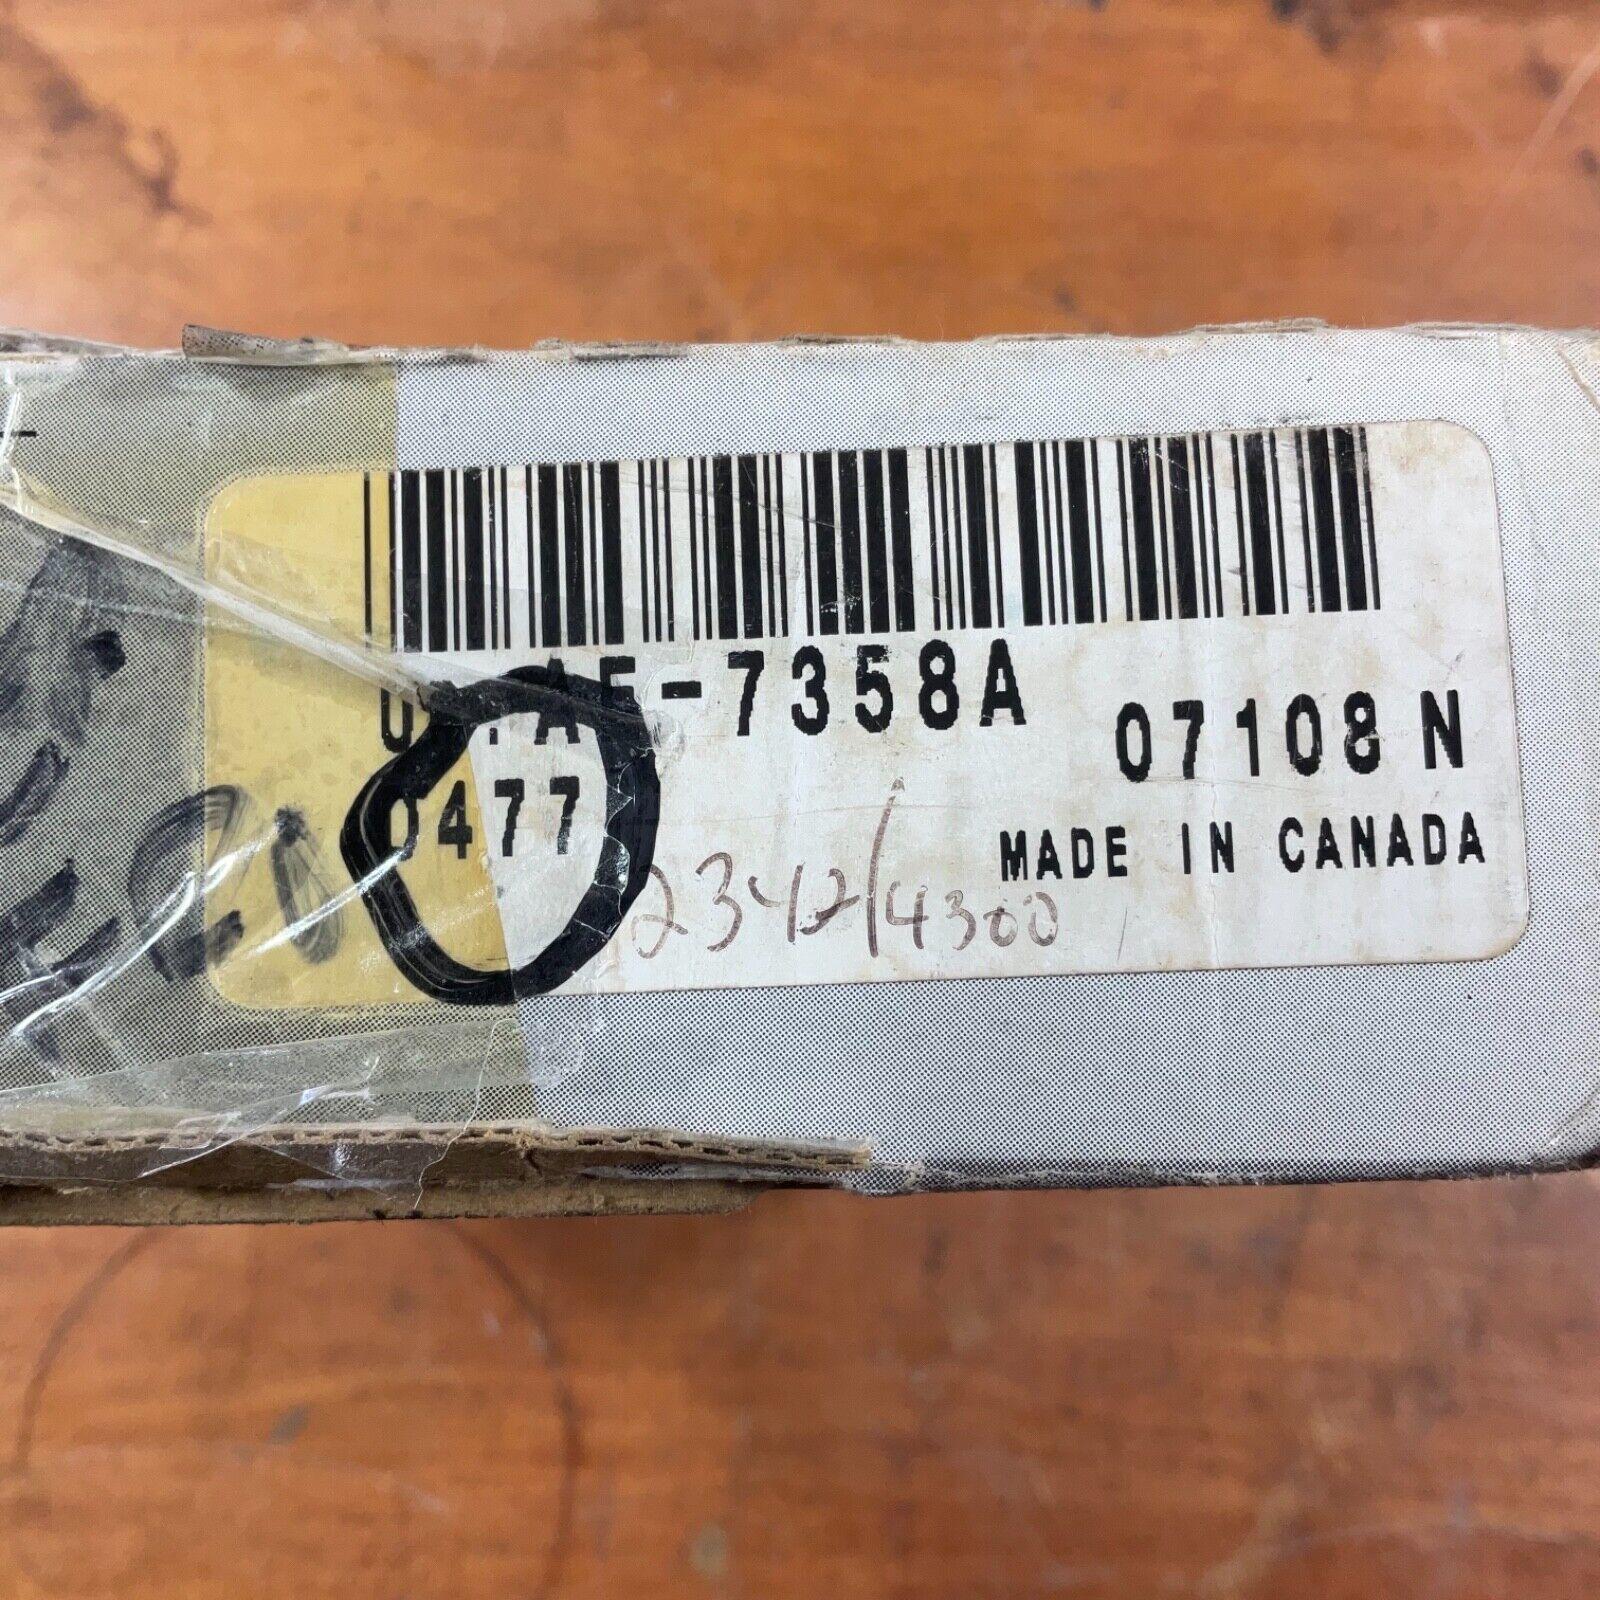 -7358A
07108 N
0477
MADE IN CANADA
2342/4300